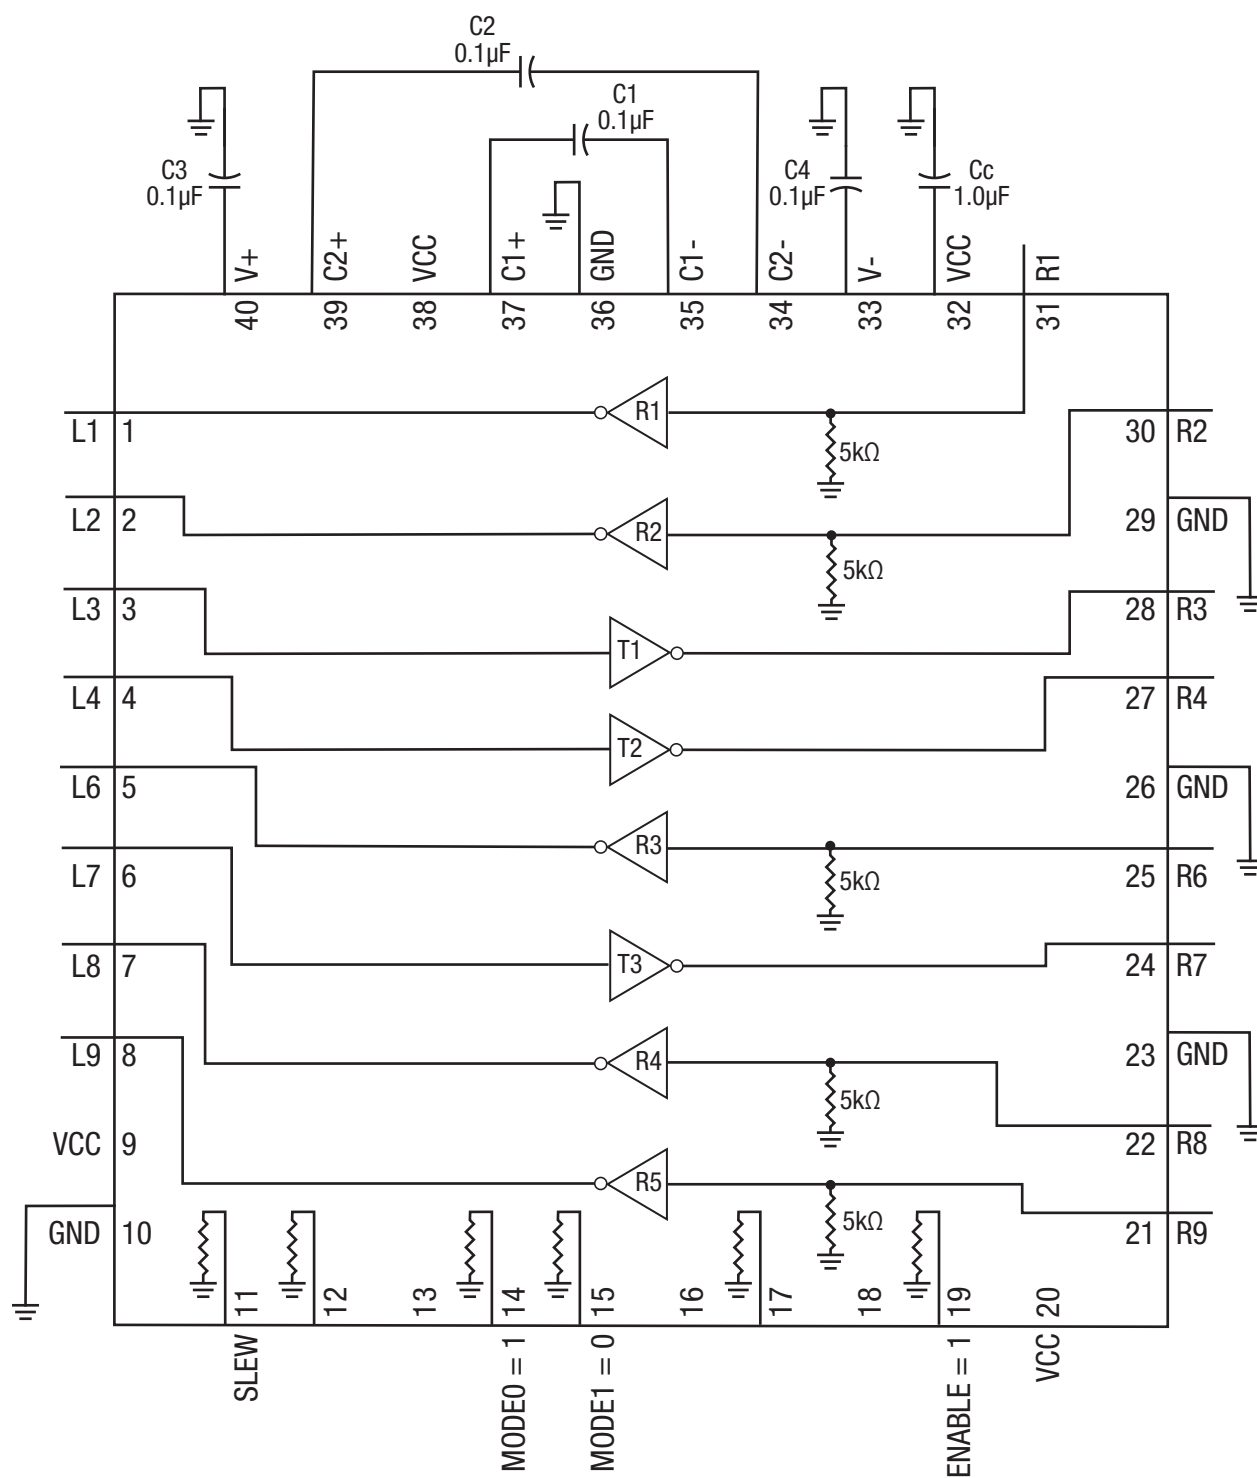 C2
0.1µF
C1
0.1µF
C3
0.1µF
C4
0.1µF
Cc
1.0µF
V+
C2+
VCC
C1+
GND
C1-
C2-
V-
VCC
R1
40
39
38
37
36
35
34
33
32
31
R1
5kΩ
L1 1
30 R2
R2
5kΩ
L2 2
29 GND
L3 3
28 R3
T1
L4 4
27 R4
T2
L6 5
26 GND
R3
5kΩ
L7 6
25 R6
T3
L8 7
24 R7
R4
5kΩ
L9 8
23 GND
VCC 9
22 R8
R5
5kΩ
GND 10
21 R9
11
12
13
14
15
16
17
18
19
20
SLEW
MODE0 = 1
MODE1 = 0
ENABLE = 1
VCC